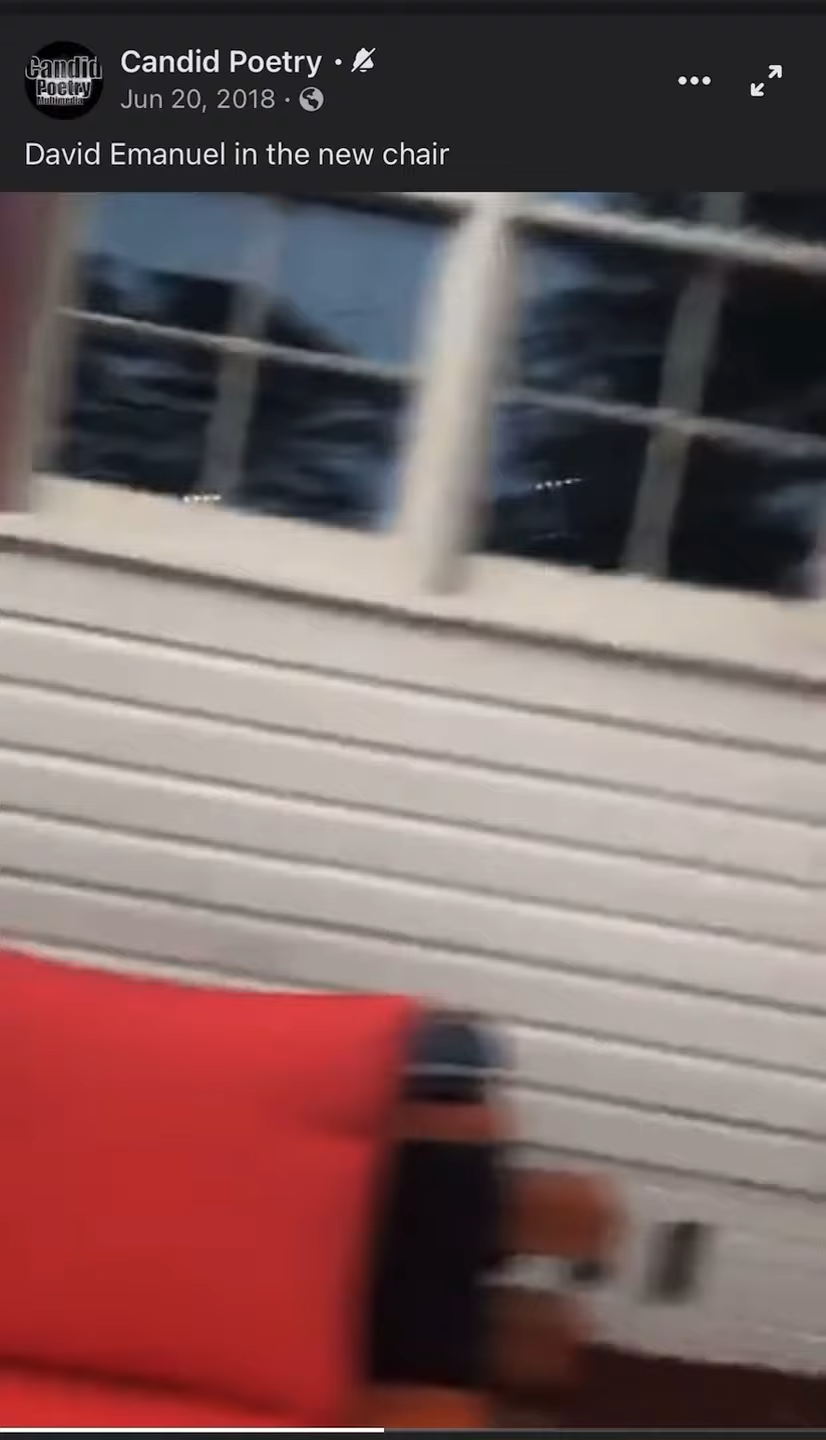 Candid
Poetry
Candid Poetry ·
Jun 20, 2018 ·
David Emanuel in the new chair